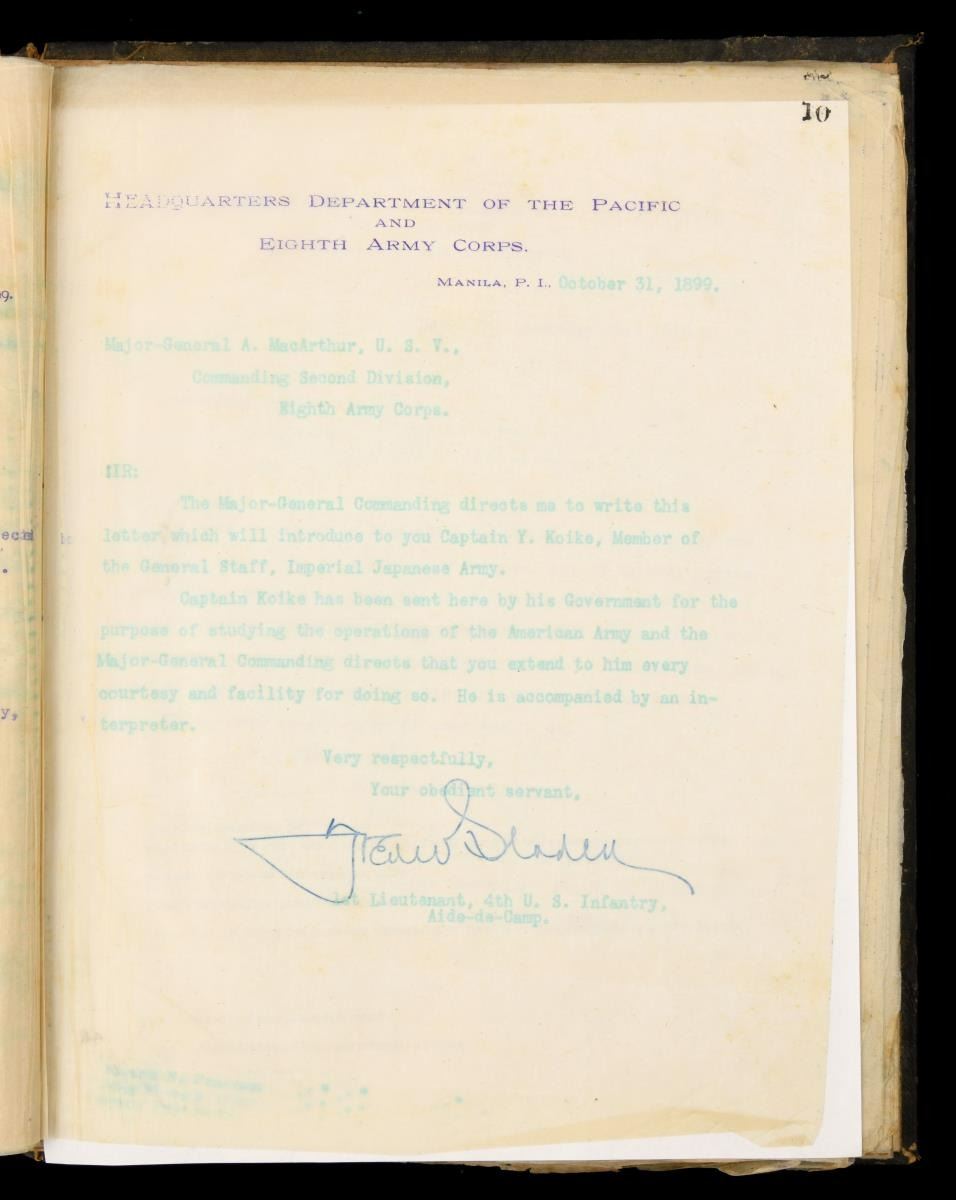 10
HEADQUARTERS DEPARTMENT OF THE PACIFIC
AND
EIGHTH ARMY CORPS.
MANILA, P. I., October 31, 1899.
Major-General A. MacArthur, U. S. V.,
Commanding Second Division,
Eighth Army Corps.
SIR:
The Major-General Commanding directs me to write this
letter which will introduce to you Captain Y. Koike, Member of
the General Staff, Imperial Japanese Army.
Captain Koike has been sent here by his Government for the
purpose of studying the operations of the American Army and the
Major-General Commanding directs that you extend to him every
courtesy and facility for doing so. He is accompanied by an in-
terpreter.
Very respectfully,
Your obedient servant,
Fred W Sladen
1st Lieutenant, 4th U. S. Infantry,
Aide-de-Camp.